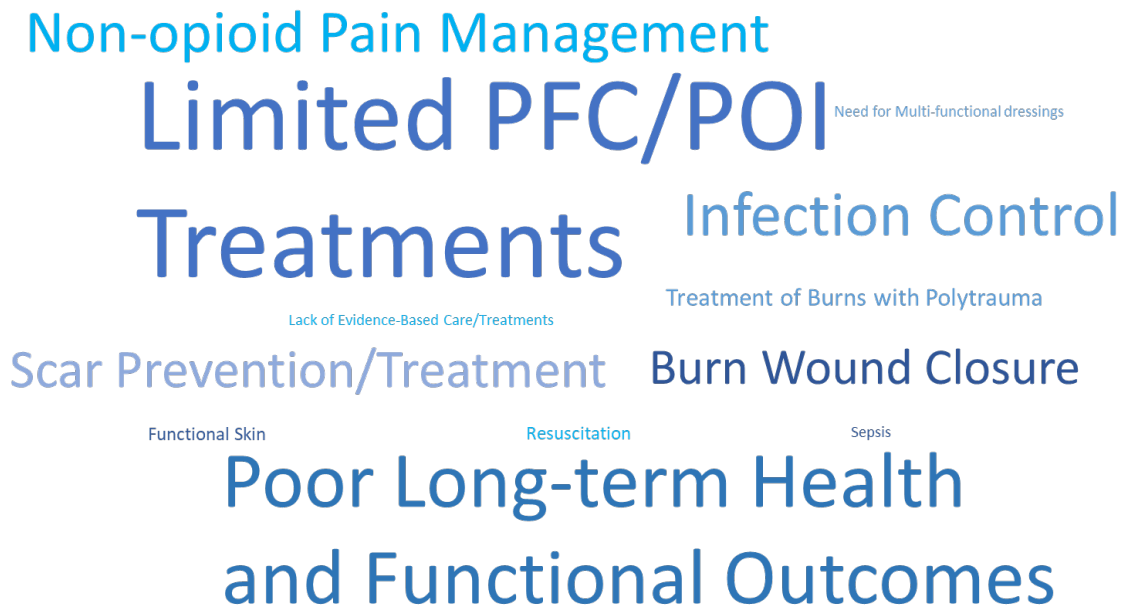 Non-opioid Pain Management
Limited PFC/POI
Need for Multi-functional dressings
Treatments
Infection Control
Treatment of Burns with Polytrauma
Lack of Evidence-Based Care/Treatments
Scar Prevention/Treatment
Burn Wound Closure
Functional Skin
Resuscitation
Sepsis
Poor Long-term Health
and Functional Outcomes